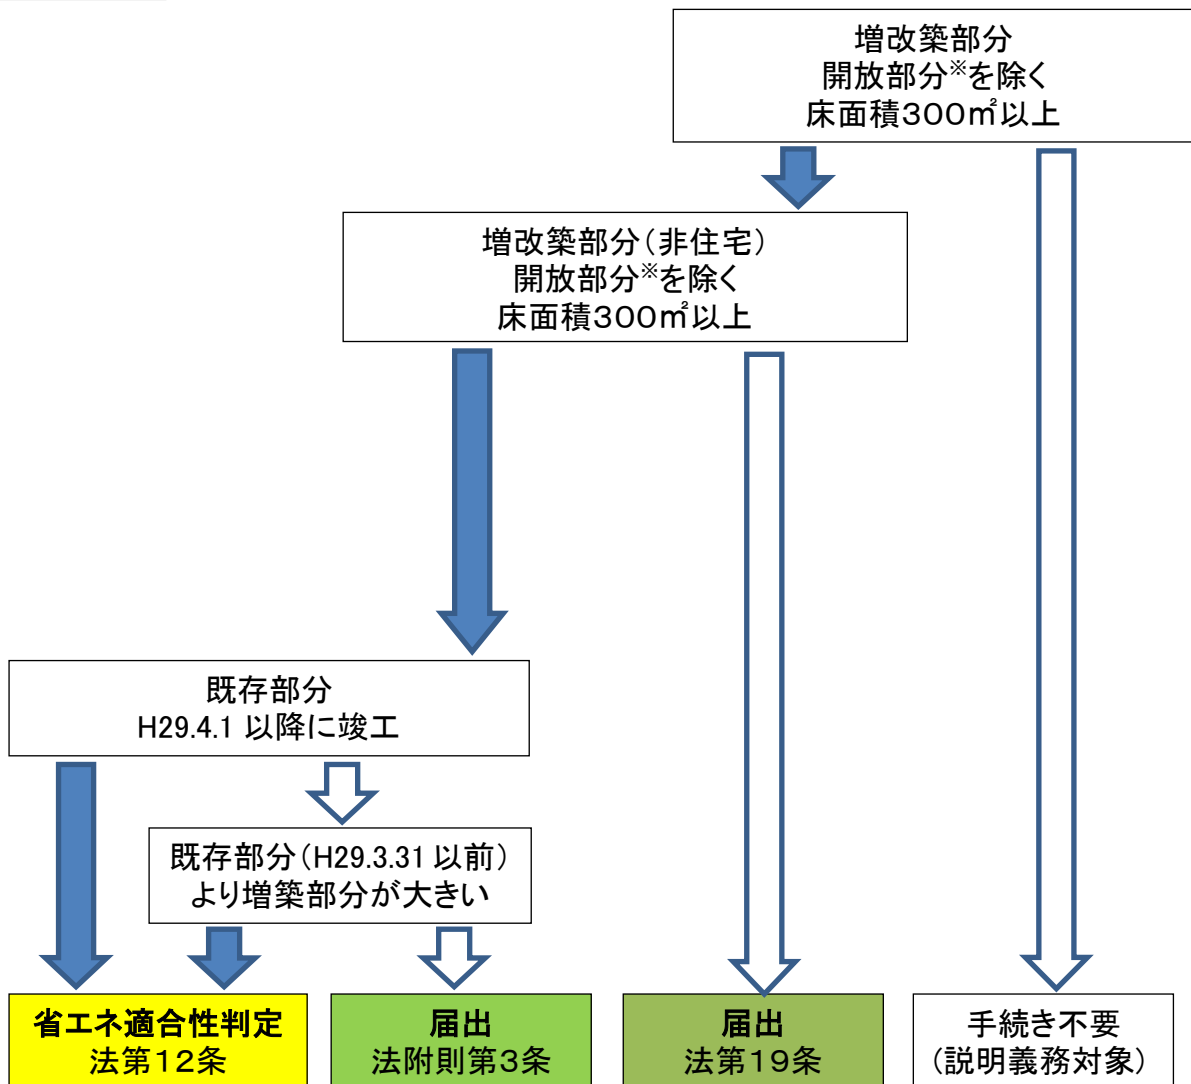 増改築部分
開放部分※を除く
床面積300㎡以上
増改築部分(非住宅)
開放部分※を除く
床面積300㎡以上
既存部分
H29.4.1 以降に竣工
既存部分(H29.3.31 以前)
より増築部分が大きい
省エネ適合性判定
法第12条
届出
法附則第3条
届出
法第19条
手続き不要
(説明義務対象)